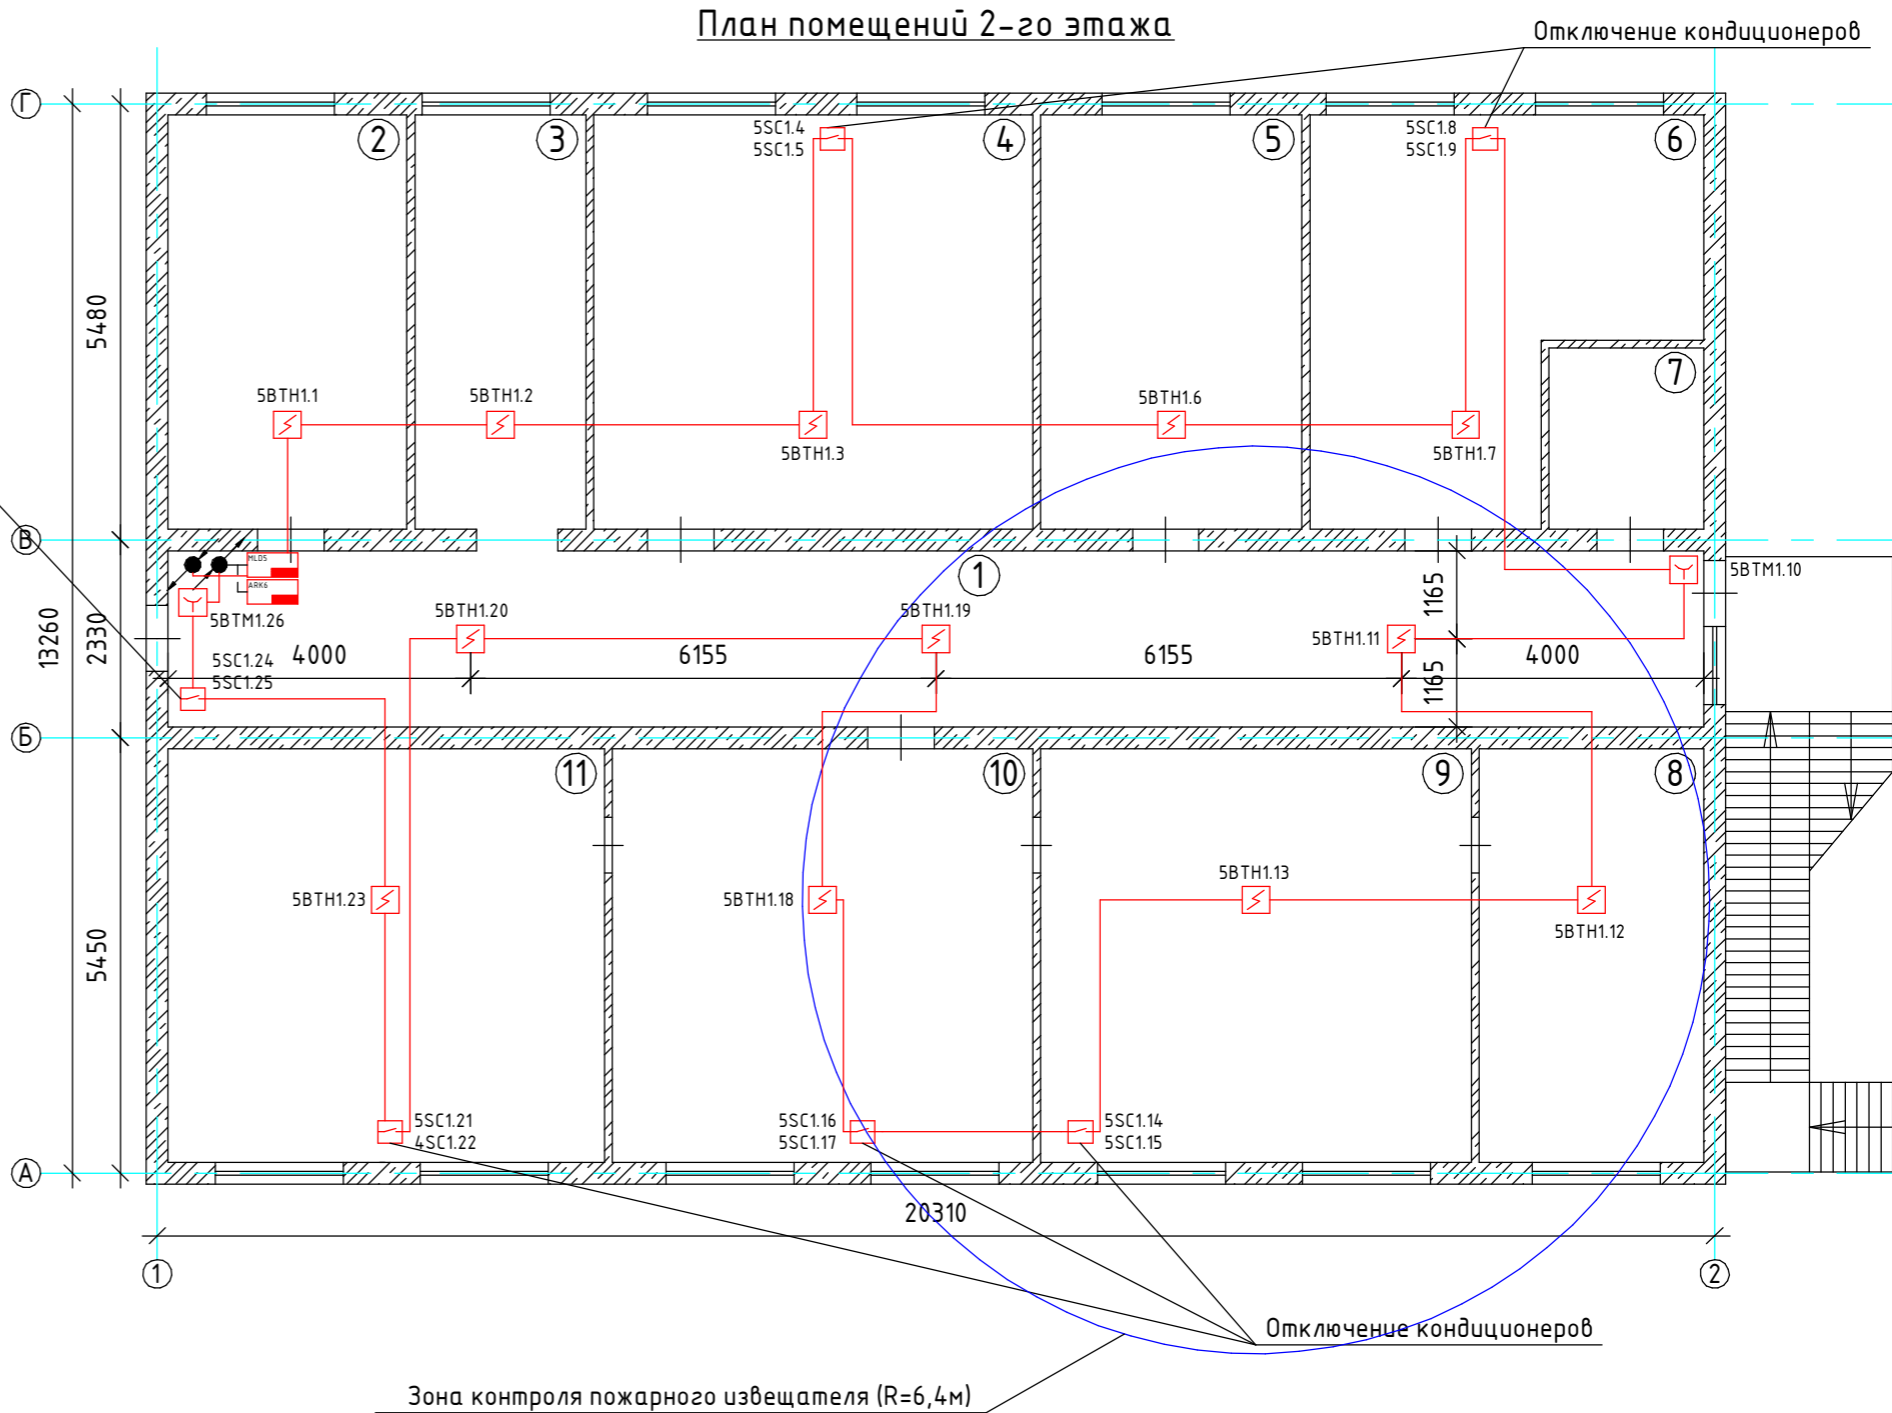 План помещений 2-го этажа
Отключение кондиционеров
Г
2
3
5SC1.4
5SC1.5
4
5
5SC1.8
5SC1.9
6
5480
7
5BTH1.1
5BTH1.2
5BTH1.3
5BTH1.6
5BTH1.7
В
MLD5
ARK6
1
5BTM1.10
13260
2330
5BTM1.26
5BTH1.20
5BTH1.19
5BTH1.11
1165
1165
5SC1.24
5SC1.25
4000
6155
6155
4000
Б
11
10
9
8
5BTH1.23
5BTH1.18
5BTH1.13
5BTH1.12
5450
5SC1.21
4SC1.22
5SC1.16
5SC1.17
5SC1.14
5SC1.15
А
20310
1
2
Отключение кондиционеров
Зона контроля пожарного извещателя (R=6,4м)